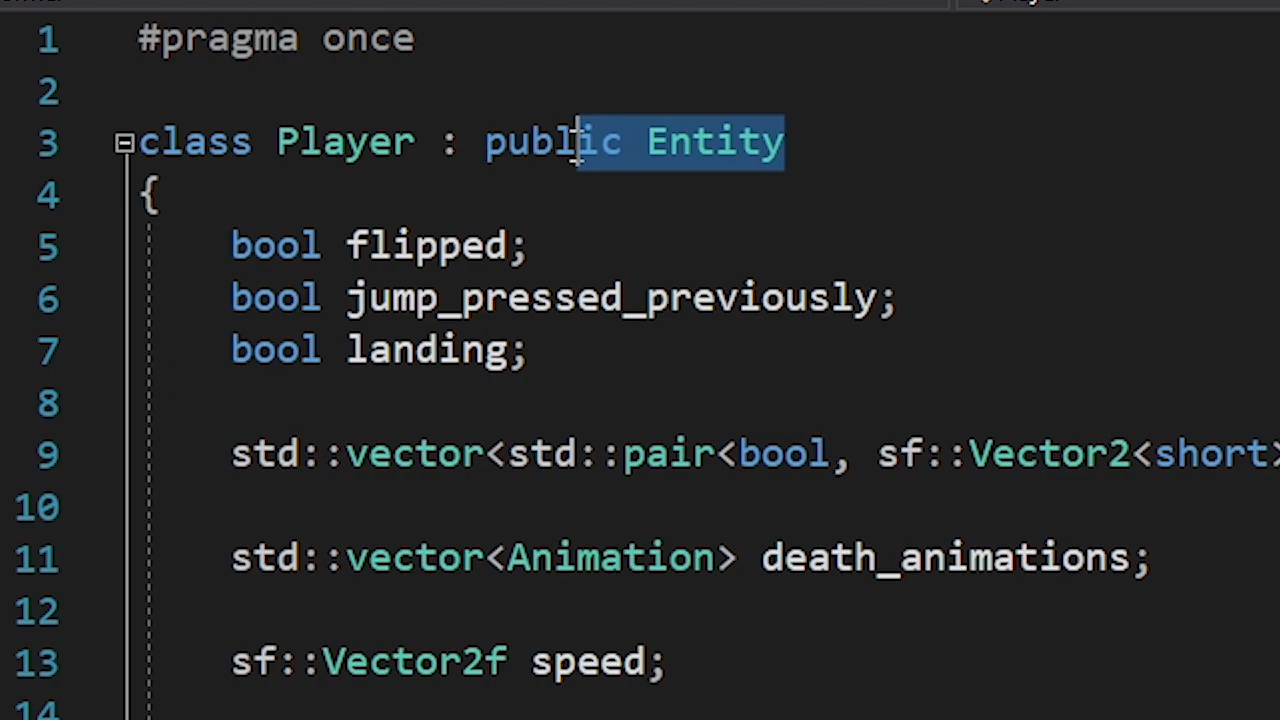 1 #pragma once
2
3 class Player : public Entity
4 {
5 bool flipped;
6 bool jump_pressed_previously;
7 bool landing;
8
9 std::vector<std::pair<bool, sf::Vector2<short>
10
11 std::vector<Animation> death_animations;
12
13 sf::Vector2f speed;
14